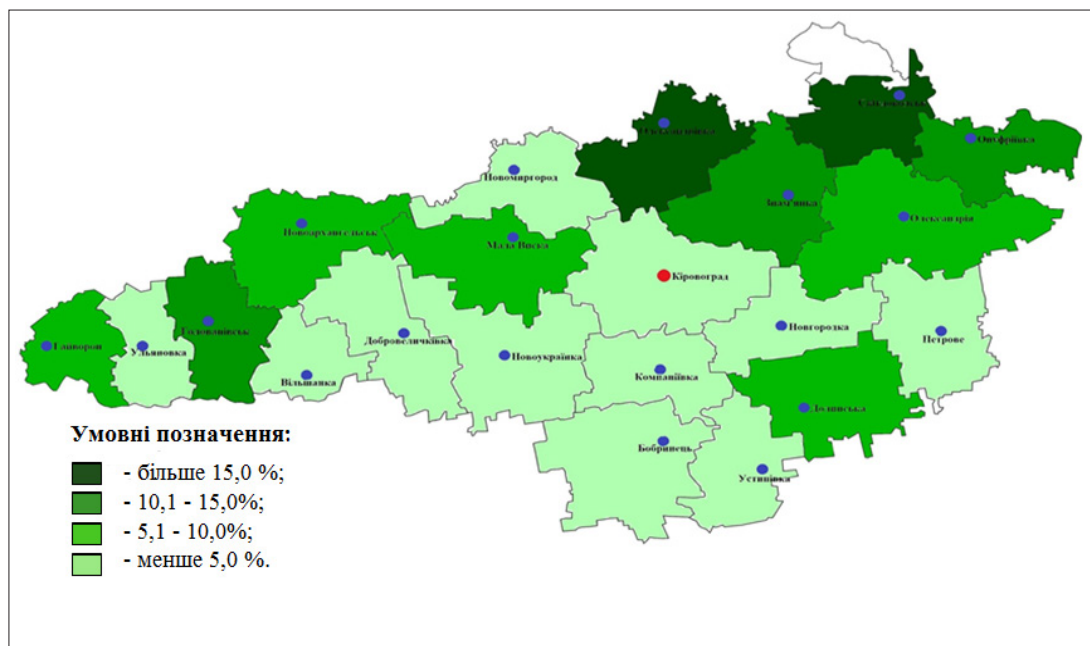 Олександрівка
Світловодськ
Онуфріївка
Новомиргород
Знам'янка
Новоархангельськ
Олександрія
Мала Виска
Кіровоград
Голованівськ
Новгородка
Гайворон
Ульяновка
Добровеличківка
Петрове
Новоукраїнка
Вільшанка
Компаніївка
Долинська
Бобринець
Устинівка
Умовні позначення:
- більше 15,0 %;
- 10,1 - 15,0%;
- 5,1 - 10,0%;
- менше 5,0 %.